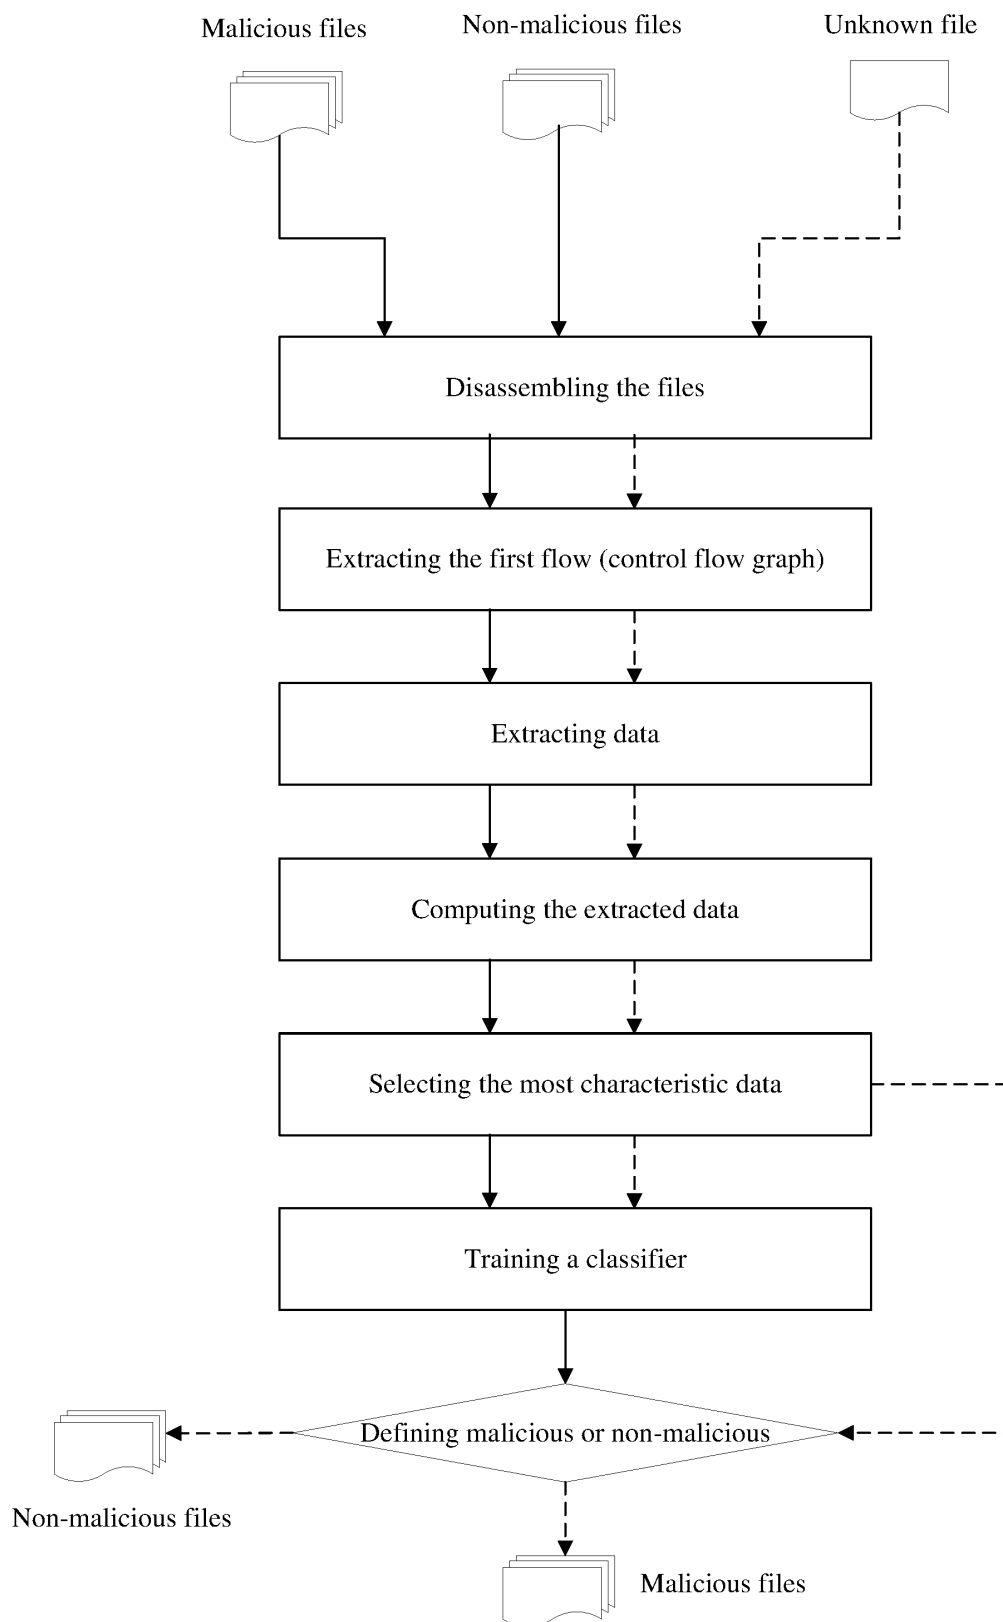 Malicious files
Non-malicious files
Unknown file
Disassembling the files
Extracting the first flow (control flow graph)
Extracting data
Computing the extracted data
Selecting the most characteristic data
Training a classifier
Defining malicious or non-malicious
Non-malicious files
Malicious files